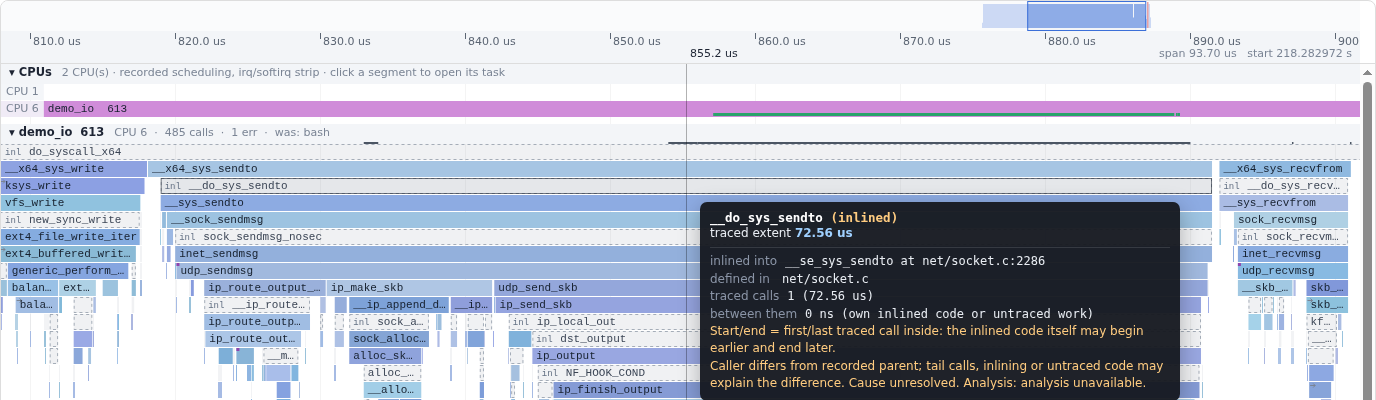 810.0 us 820.0 us 830.0 us 840.0 us 850.0 us 860.0 us 870.0 us 880.0 us 890.0 us 900
855.2 us span 93.70 us start 218.282972 s
▾ CPUs 2 CPU(s) · recorded scheduling, irq/softirq strip · click a segment to open its task
CPU 1
CPU 6 demo_io 613
▾ demo_io 613 CPU 6 · 485 calls · 1 err · was: bash
inl do_syscall_x64
__x64_sys_write __x64_sys_sendto __x64_sys_recvfrom
ksys_write inl __do_sys_sendto inl __do_sys_recv…
vfs_write __sys_sendto __sys_recvfrom
inl new_sync_write __sock_sendmsg sock_recvmsg
ext4_file_write_iter inl sock_sendmsg_nosec inl sock_recvm…
ext4_buffered_writ… inet_sendmsg inet_recvmsg
generic_perform_… udp_sendmsg udp_recvmsg
balan… ext… ip_route_output_… ip_make_skb udp_send_skb __skb_… skb_…
bala… inl __ip_route… __ip_append_d… __ip… ip_send_skb skb_…
ip_route_outp… inl sock_a… inl ip_local_out kf…
ip_route_out… sock_alloc… inl dst_output __…
__m… alloc_sk… ip_output
alloc_… inl NF_HOOK_COND
__allo… ip_finish_output
__do_sys_sendto (inlined)
traced extent 72.56 us
inlined into __se_sys_sendto at net/socket.c:2286
defined in net/socket.c
traced calls 1 (72.56 us)
between them 0 ns (own inlined code or untraced work)
Start/end = first/last traced call inside: the inlined code itself may begin
earlier and end later.
Caller differs from recorded parent; tail calls, inlining or untraced code may
explain the difference. Cause unresolved. Analysis: analysis unavailable.